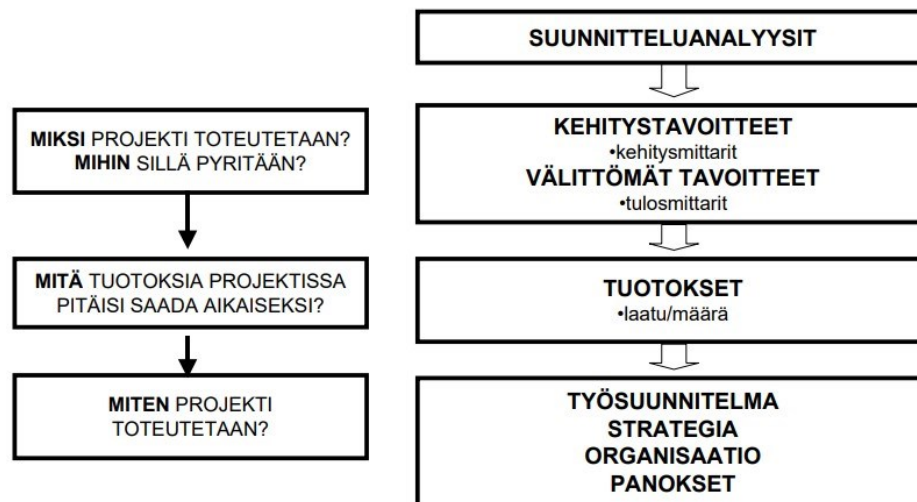 SUUNNITTELUANALYYSIT
MIKSI PROJEKTI TOTEUTETAAN?
MIHIN SILLÄ PYRITÄÄN?
KEHITYSTAVOITTEET
•kehitysmittarit
VÄLITTÖMÄT TAVOITTEET
•tulosmittarit
MITÄ TUOTOKSIA PROJEKTISSA
PITÄISI SAADA AIKAISEKSI?
TUOTOKSET
•laatu/määrä
MITEN PROJEKTI
TOTEUTETAAN?
TYÖSUUNNITELMA
STRATEGIA
ORGANISAATIO
PANOKSET